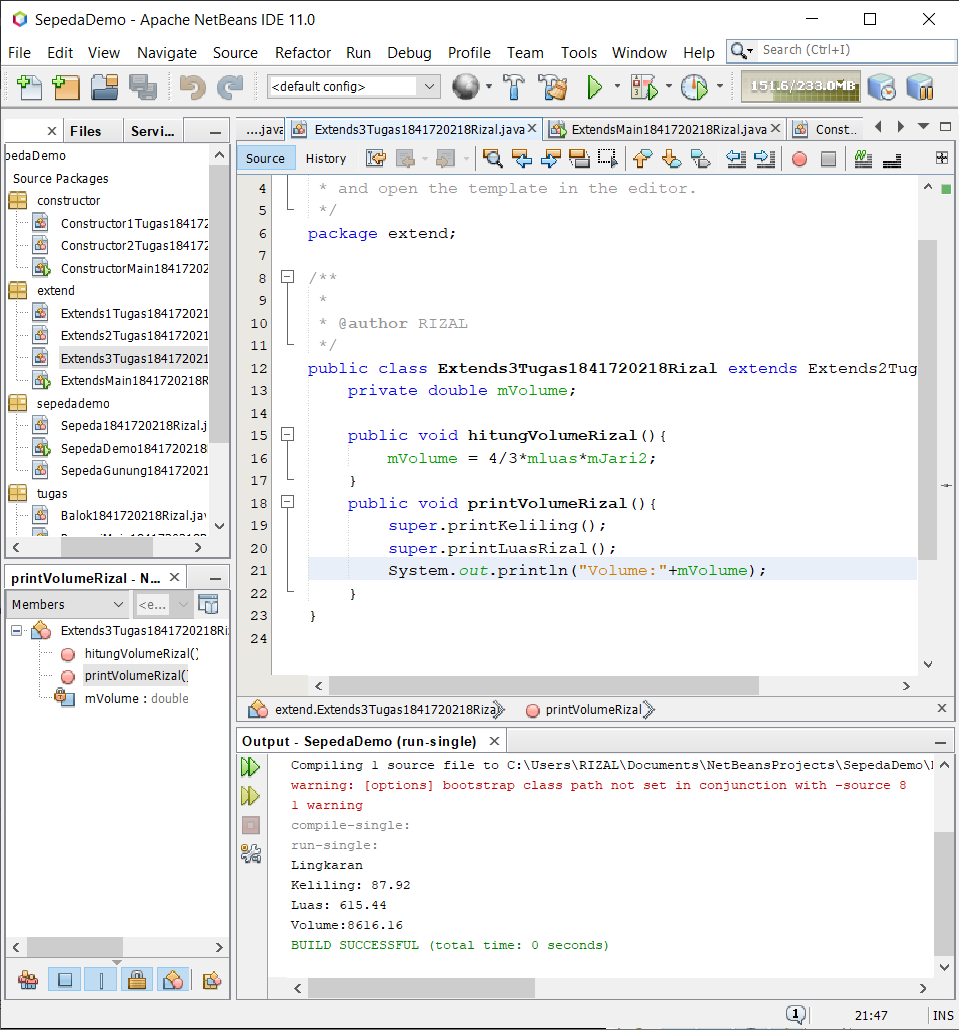 SepedaDemo - Apache NetBeans IDE 11.0
File Edit View Navigate Source Refactor Run Debug Profile Team Tools Window Help Search (Ctrl+I)
<default config> 151.6/233.0MB
Files Servi...
pedaDemo
Source Packages
constructor
Constructor1Tugas18417
Constructor2Tugas18417
ConstructorMain1841720
extend
Extends1Tugas184172021
Extends2Tugas184172021
Extends3Tugas184172021
ExtendsMain1841720218R
sepedademo
Sepeda1841720218Rizal.j
SepedaDemo1841720218
SepedaGunung184172021
tugas
Balok1841720218Rizal.jav
printVolumeRizal - N...
Members <e...
Extends3Tugas1841720218Ri
hitungVolumeRizal()
printVolumeRizal()
mVolume : double
....java Extends3Tugas1841720218Rizal.java ExtendsMain1841720218Rizal.java Const...
Source History
4 * and open the template in the editor.
5 */
6 package extend;
7
8 /**
9 *
10 * @author RIZAL
11 */
12 public class Extends3Tugas1841720218Rizal extends Extends2Tug
13 private double mVolume;
14
15 public void hitungVolumeRizal(){
16 mVolume = 4/3*mluas*mJari2;
17 }
18 public void printVolumeRizal(){
19 super.printKeliling();
20 super.printLuasRizal();
21 System.out.println("Volume:"+mVolume);
22 }
23 }
24
extend.Extends3Tugas1841720218Rizal printVolumeRizal
Output - SepedaDemo (run-single)
Compiling 1 source file to C:\Users\RIZAL\Documents\NetBeansProjects\SepedaDemo\
warning: [options] bootstrap class path not set in conjunction with -source 8
1 warning
compile-single:
run-single:
Lingkaran
Keliling: 87.92
Luas: 615.44
Volume:8616.16
BUILD SUCCESSFUL (total time: 0 seconds)
1 21:47 INS